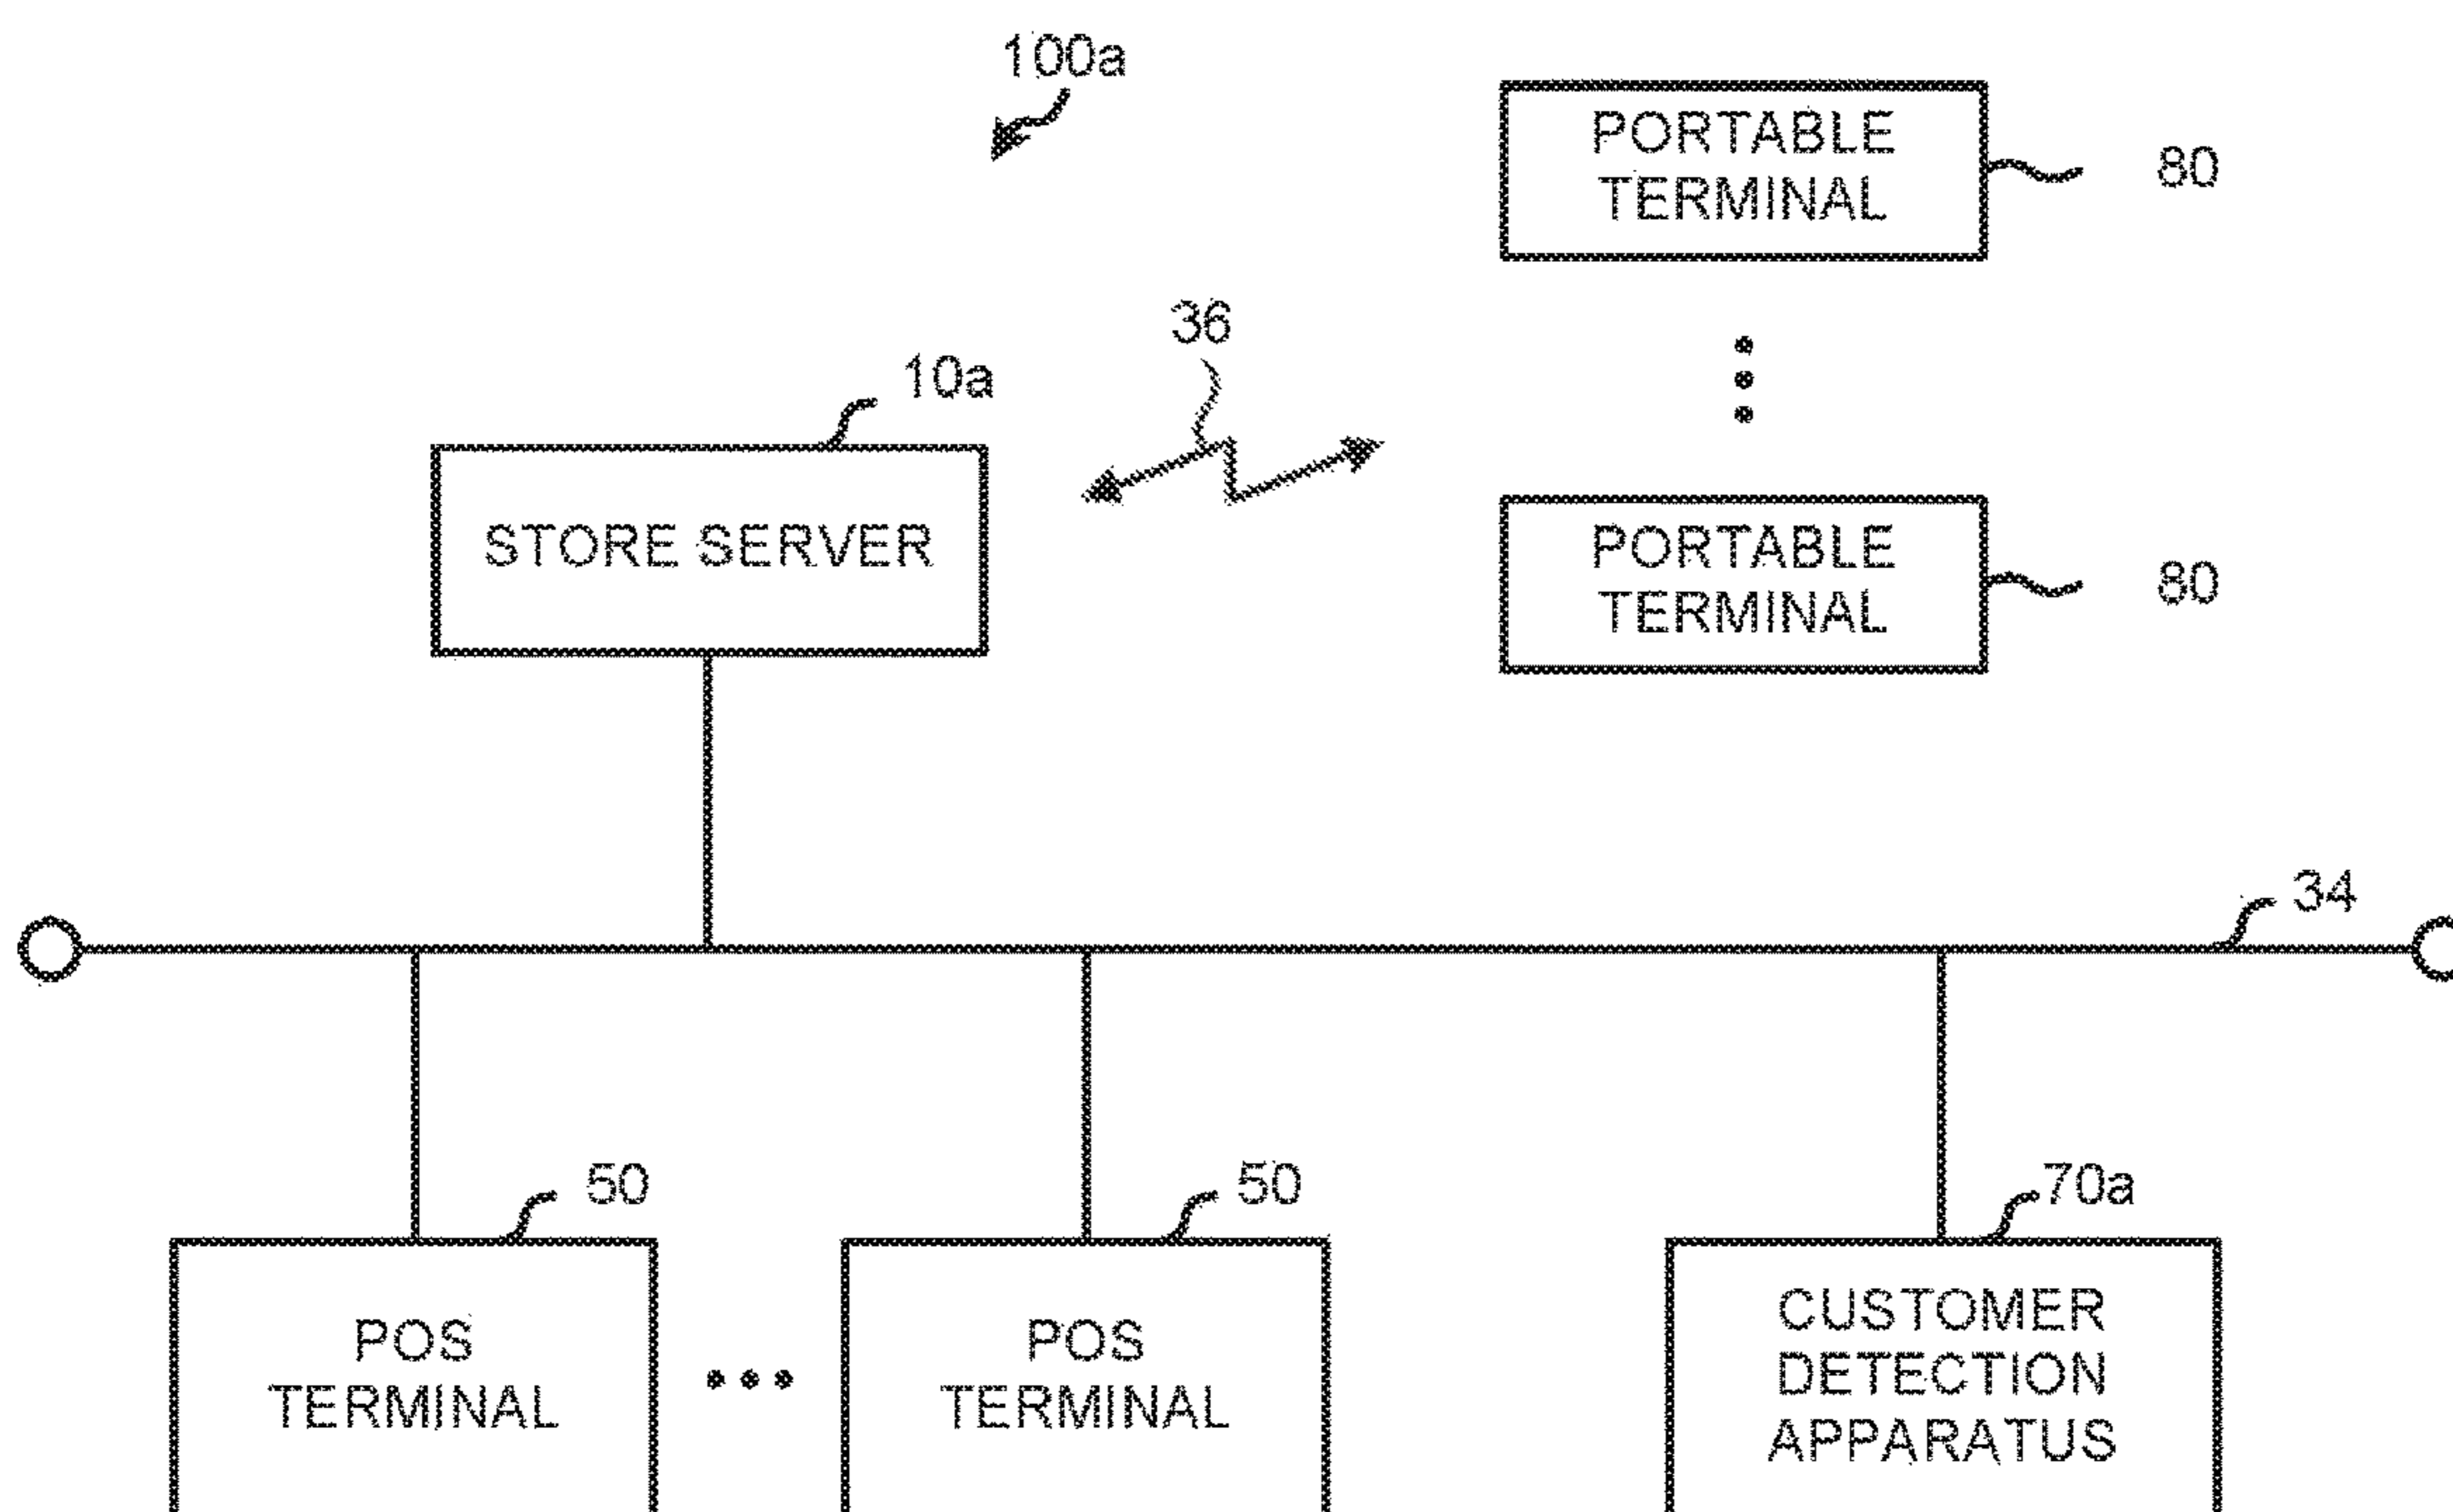 100a
PORTABLE
TERMINAL
80
36
10a
STORE SERVER
PORTABLE
TERMINAL
80
34
50
50
70a
POS
TERMINAL
POS
TERMINAL
CUSTOMER
DETECTION
APPARATUS